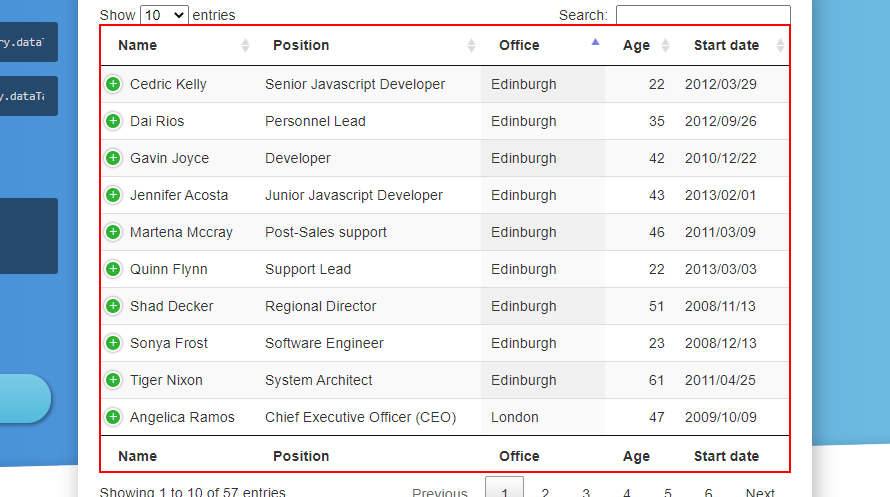 Show 10 entries Search:
ry.dataT
y.dataTa
Name Position Office Age Start date
Cedric Kelly Senior Javascript Developer Edinburgh 22 2012/03/29
Dai Rios Personnel Lead Edinburgh 35 2012/09/26
Gavin Joyce Developer Edinburgh 42 2010/12/22
Jennifer Acosta Junior Javascript Developer Edinburgh 43 2013/02/01
Martena Mccray Post-Sales support Edinburgh 46 2011/03/09
Quinn Flynn Support Lead Edinburgh 22 2013/03/03
Shad Decker Regional Director Edinburgh 51 2008/11/13
Sonya Frost Software Engineer Edinburgh 23 2008/12/13
Tiger Nixon System Architect Edinburgh 61 2011/04/25
Angelica Ramos Chief Executive Officer (CEO) London 47 2009/10/09
Name Position Office Age Start date
Showing 1 to 10 of 57 entries Previous 1 2 3 4 5 6 Next